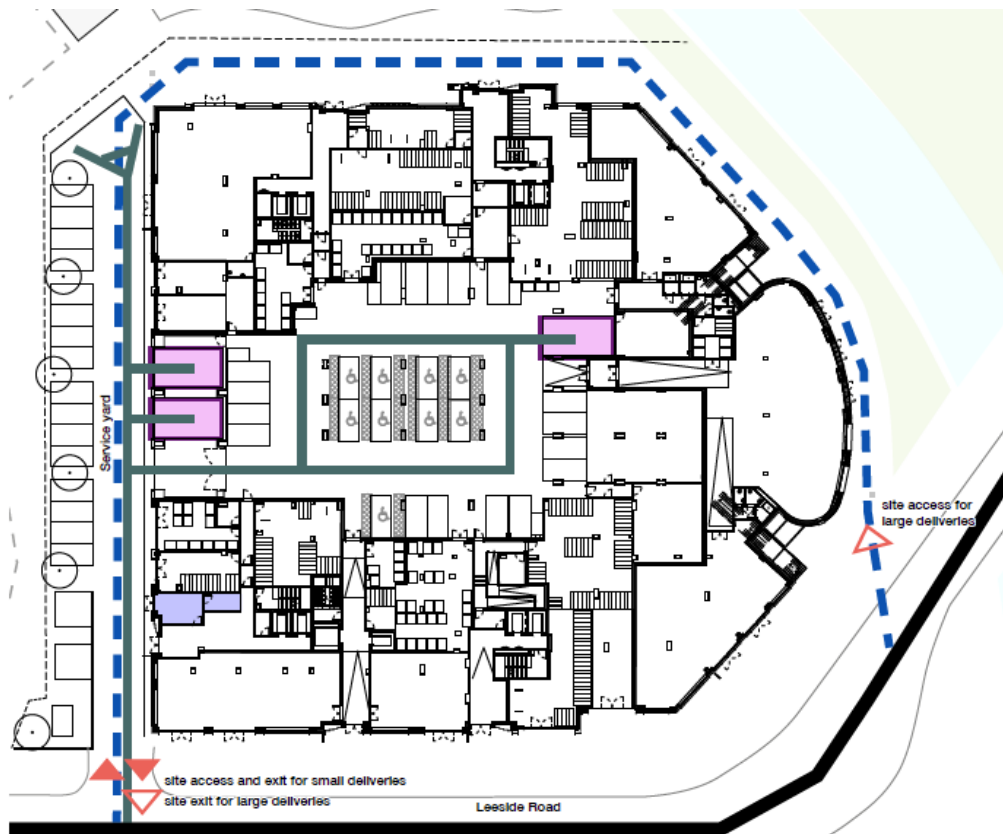 Service yard
site access for
large deliveries
site access and exit for small deliveries
site exit for large deliveries
Leeside Road